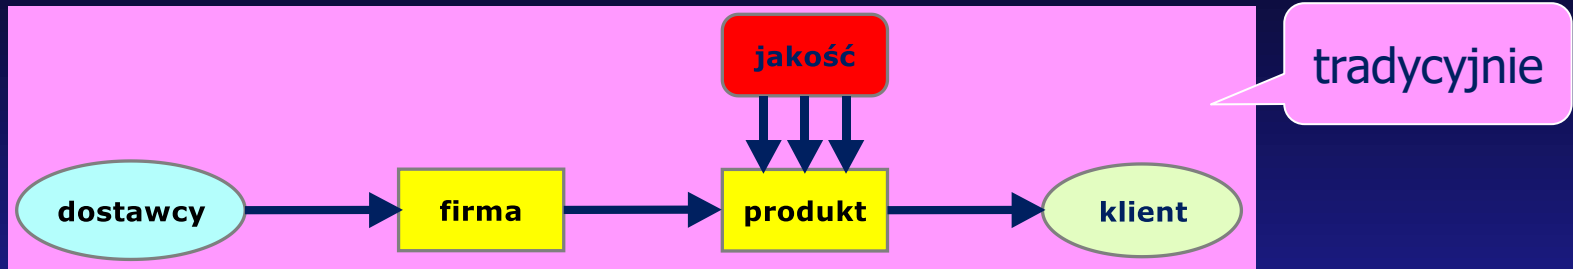 jakość
tradycyjnie
dostawcy
firma
produkt
klient